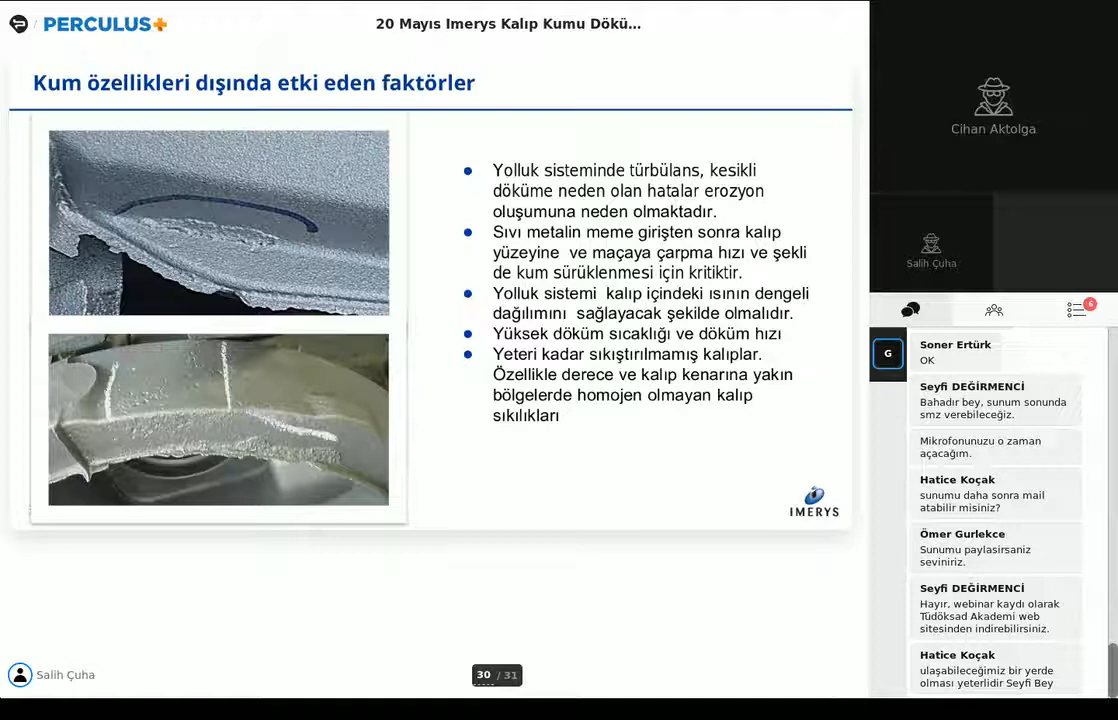 / PERCULUS+
20 Mayıs Imerys Kalıp Kumu Dökü...
Kum özellikleri dışında etki eden faktörler
Yolluk sisteminde türbülans, kesikli
döküme neden olan hatalar erozyon
oluşumuna neden olmaktadır.
Sıvı metalin meme girişten sonra kalıp
yüzeyine ve maçaya çarpma hızı ve şekli
de kum sürüklenmesi için kritiktir.
Yolluk sistemi kalıp içindeki ısının dengeli
dağılımını sağlayacak şekilde olmalıdır.
Yüksek döküm sıcaklığı ve döküm hızı
Yeteri kadar sıkıştırılmamış kalıplar.
Özellikle derece ve kalıp kenarına yakın
bölgelerde homojen olmayan kalıp
sıkılıkları
IMERYS
Salih Çuha
30 / 31
Cihan Aktolga
Salih Çuha
6
G
Soner Ertürk
OK
Seyfi DEĞİRMENCİ
Bahadır bey, sunum sonunda
smz verebileceğiz.
Mikrofonunuzu o zaman
açacağım.
Hatice Koçak
sunumu daha sonra mail
atabilir misiniz?
Ömer Gurlekce
Sunumu paylasirsaniz
seviniriz.
Seyfi DEĞİRMENCİ
Hayır, webinar kaydı olarak
Tüdöksad Akademi web
sitesinden indirebilirsiniz.
Hatice Koçak
ulaşabileceğimiz bir yerde
olması yeterlidir Seyfi Bey